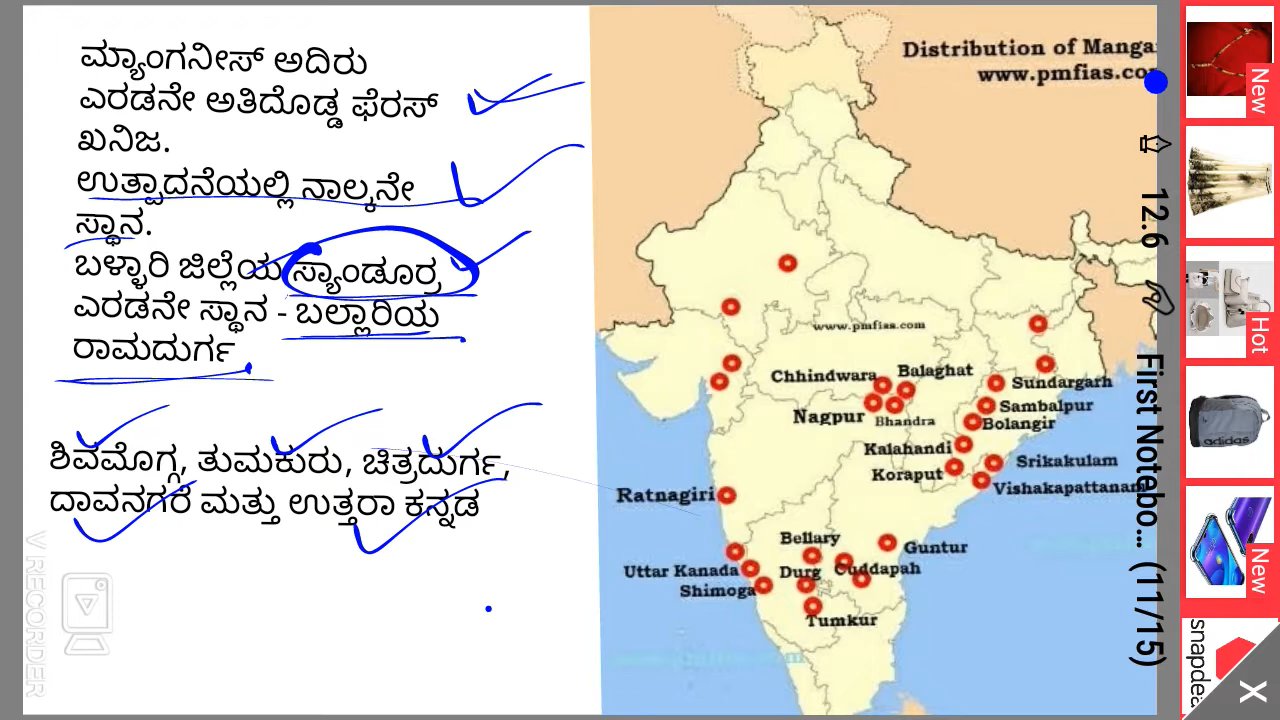 ಮ್ಯಾಂಗನೀಸ್ ಅದಿರು
ಎರಡನೇ ಅತಿದೊಡ್ಡ ಫೆರಸ್
ಖನಿಜ.
ಉತ್ಪಾದನೆಯಲ್ಲಿ ನಾಲ್ಕನೇ
ಸ್ಥಾನ.
ಬಳ್ಳಾರಿ ಜಿಲ್ಲೆಯ ಸ್ಯಾಂಡೂರ್ರ
ಎರಡನೇ ಸ್ಥಾನ - ಬಲ್ಲಾರಿಯ
ರಾಮದುರ್ಗ
ಶಿವಮೊಗ್ಗ, ತುಮಕುರು, ಚಿತ್ರದುರ್ಗ,
ದಾವನಗರೆ ಮತ್ತು ಉತ್ತರಾ ಕನ್ನಡ
V RECORDER
Distribution of Manga
www.pmfias.co
www.pmfias.com
Chhindwara
Balaghat
Nagpur
Bhandra
Sundargarh
Sambalpur
Bolangir
Kalahandi
Koraput
Srikakulam
Vishakapattanam
Ratnagiri
Bellary
Guntur
Uttar Kanada
Durg
Cuddapah
Shimoga
Tumkur
12.6
First Notebo... (11/15)
New
Hot
adidas
New
snapdea
X